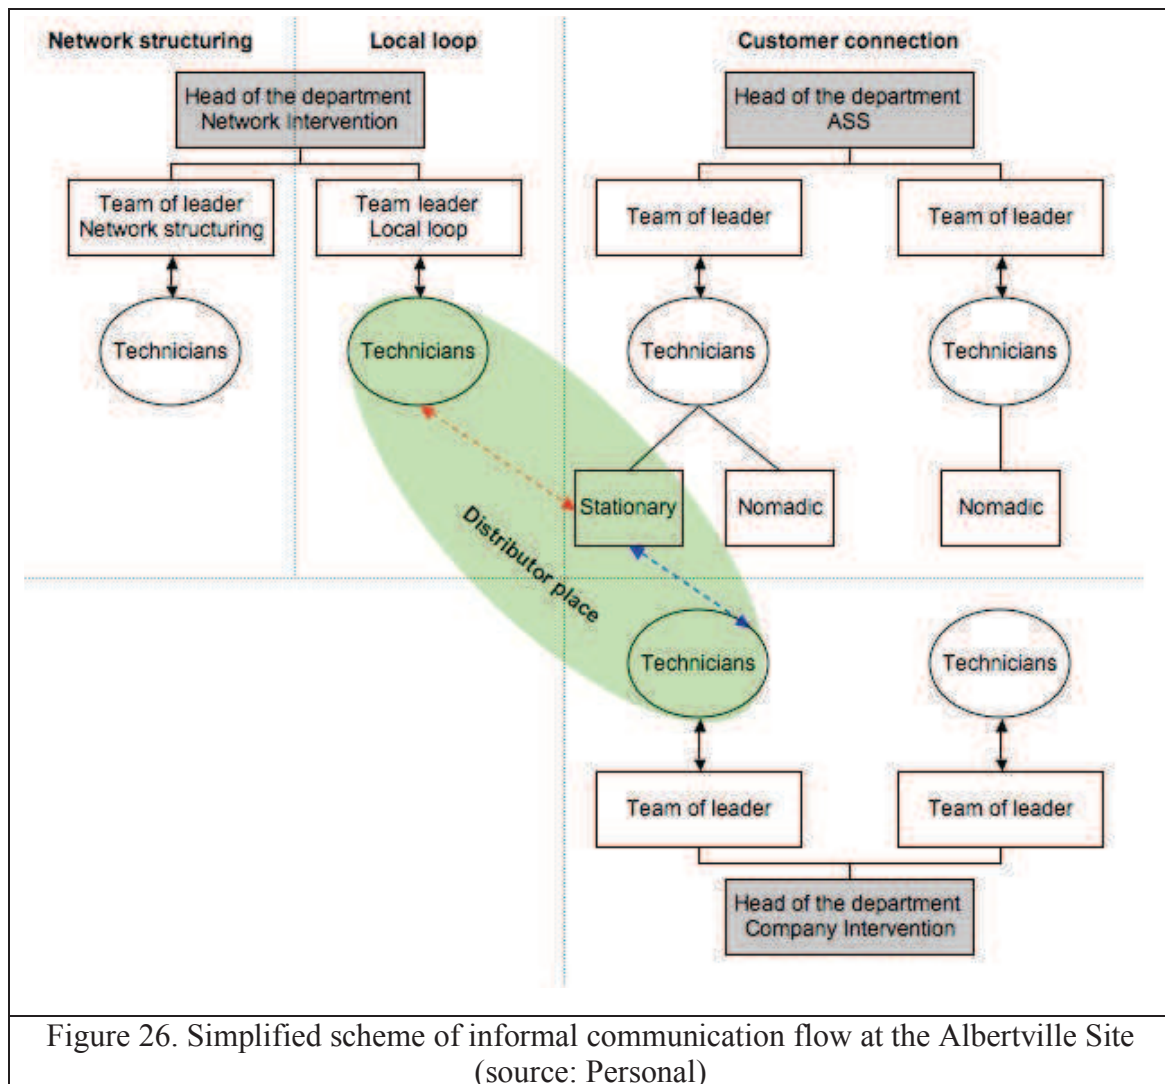 Network structuring
Local loop
Customer connection
Head of the department
Network Intervention
Head of the department
ASS
Team of leader
Network structuring
Team leader
Local loop
Team of leader
Team of leader
Technicians
Technicians
Technicians
Technicians
Stationary
Nomadic
Nomadic
Distributor place
Technicians
Technicians
Team of leader
Team of leader
Head of the department
Company Intervention
Figure 26. Simplified scheme of informal communication flow at the Albertville Site
(source: Personal)